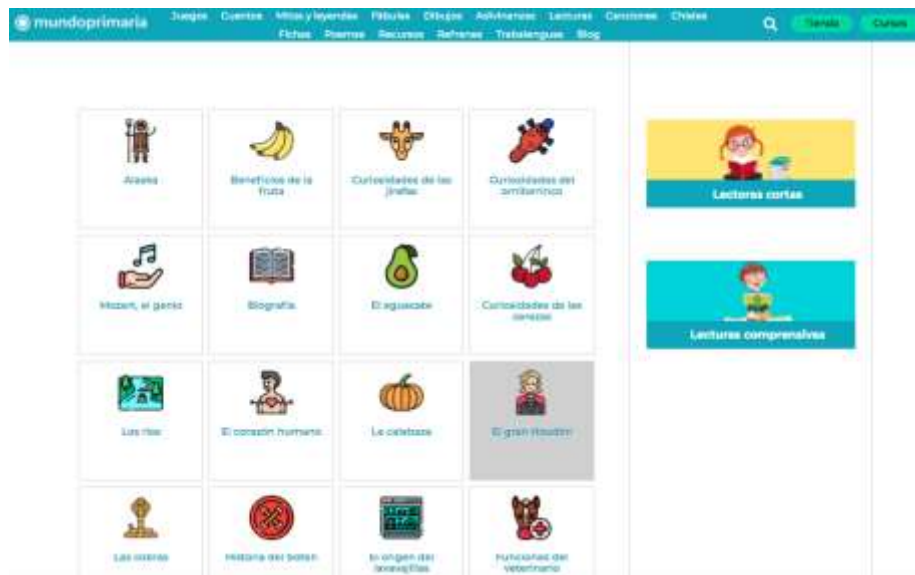 mundoprimaria
Juegos Cuentos Mitos y leyendas Fábulas Dibujos Adivinanzas Lecturas Canciones Chistes
Fichas Poemas Recursos Refranes Trabalenguas Blog
Tienda
Cursos
Alaska
Beneficios de la
fruta
Curiosidades de las
jirafas
Curiosidades del
ornitorrinco
Mozart, el genio
Biografía
El aguacate
Curiosidades de las
cerezas
Los ríos
El corazón humano
La calabaza
El gran Houdini
Las cobras
Historia del botón
El origen del
lavavajillas
Funciones del
veterinario
Lecturas cortas
Lecturas comprensivas